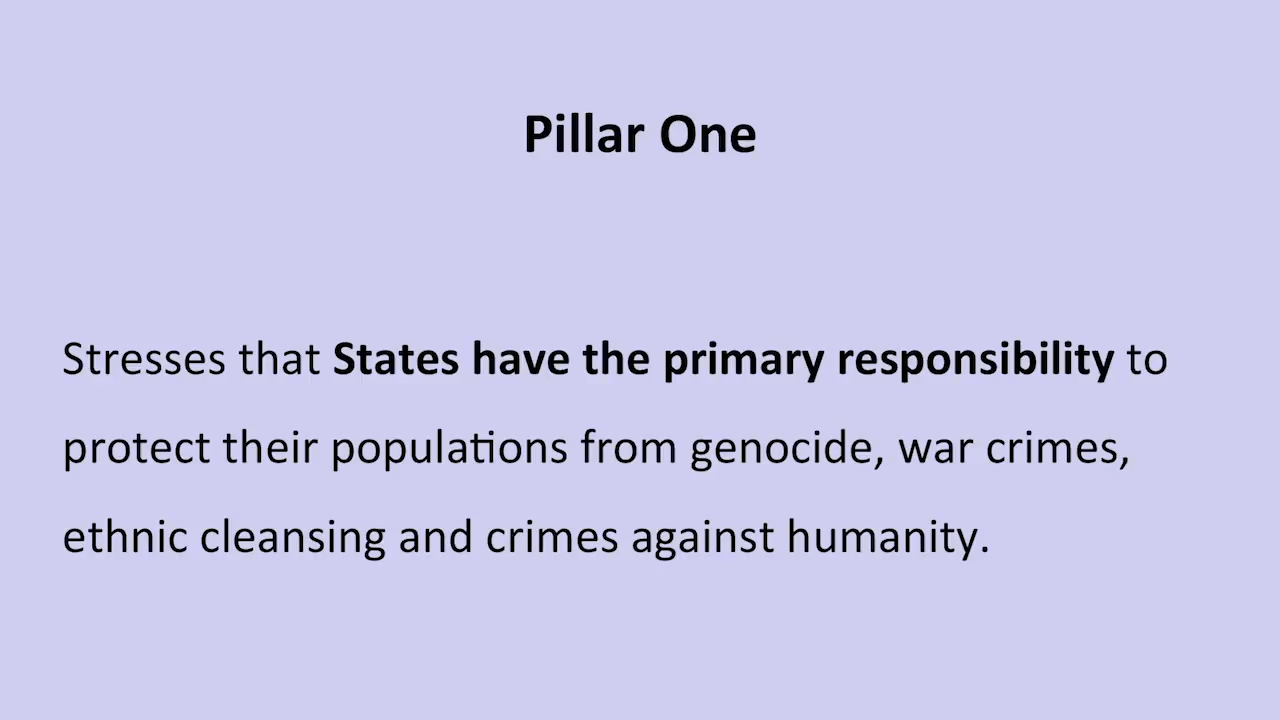 Pillar One
Stresses that States have the primary responsibility to
protect their populations from genocide, war crimes,
ethnic cleansing and crimes against humanity.